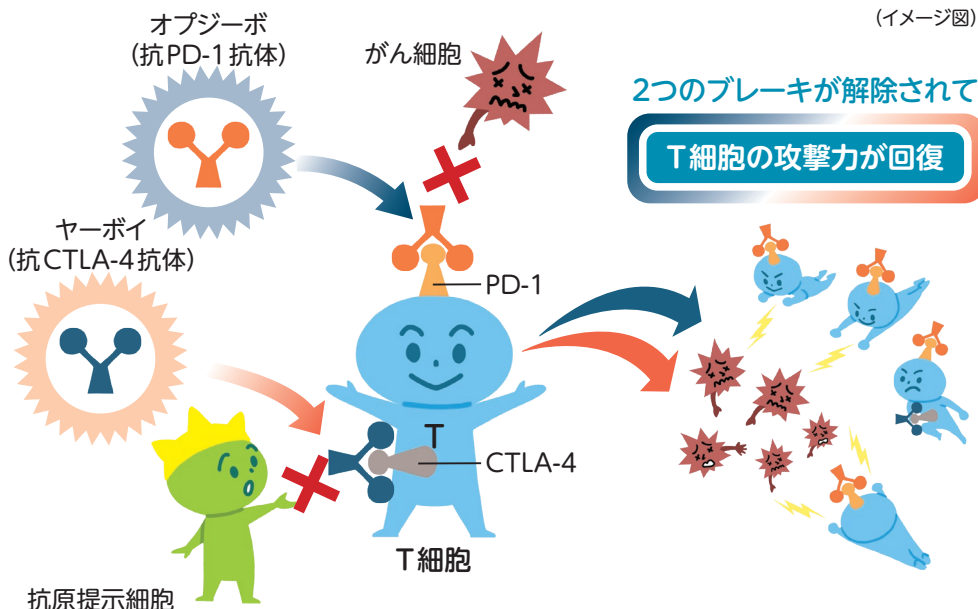 (イメージ図)
オプジーボ
(抗PD-1抗体)
がん細胞
2つのブレーキが解除されて
T細胞の攻撃力が回復
ヤーボイ
(抗CTLA-4抗体)
PD-1
T
CTLA-4
T細胞
抗原提示細胞